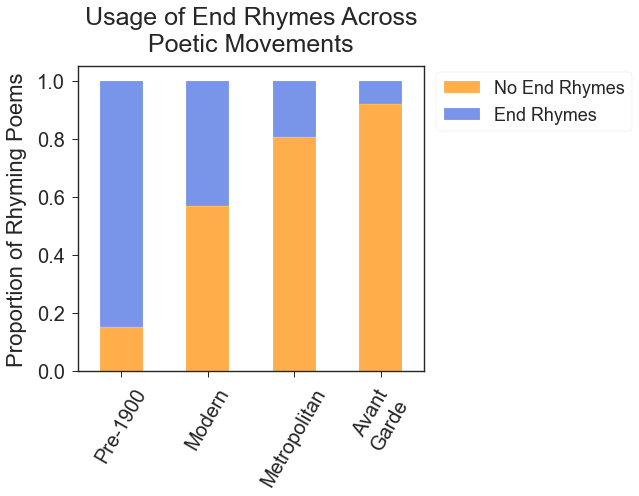 Usage of End Rhymes Across
Poetic Movements
Proportion of Rhyming Poems
1.0
0.8
0.6
0.4
0.2
0.0
Pre-1900
Modern
Metropolitan
Avant
Garde
No End Rhymes
End Rhymes